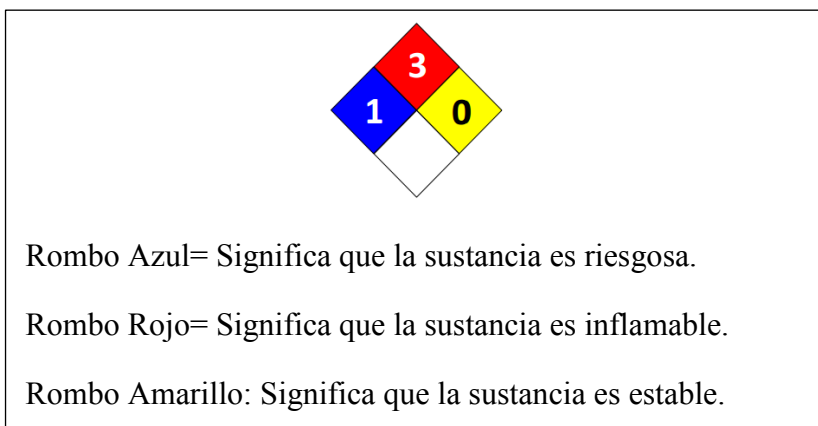 3
1 0
Rombo Azul= Significa que la sustancia es riesgosa.
Rombo Rojo= Significa que la sustancia es inflamable.
Rombo Amarillo: Significa que la sustancia es estable.